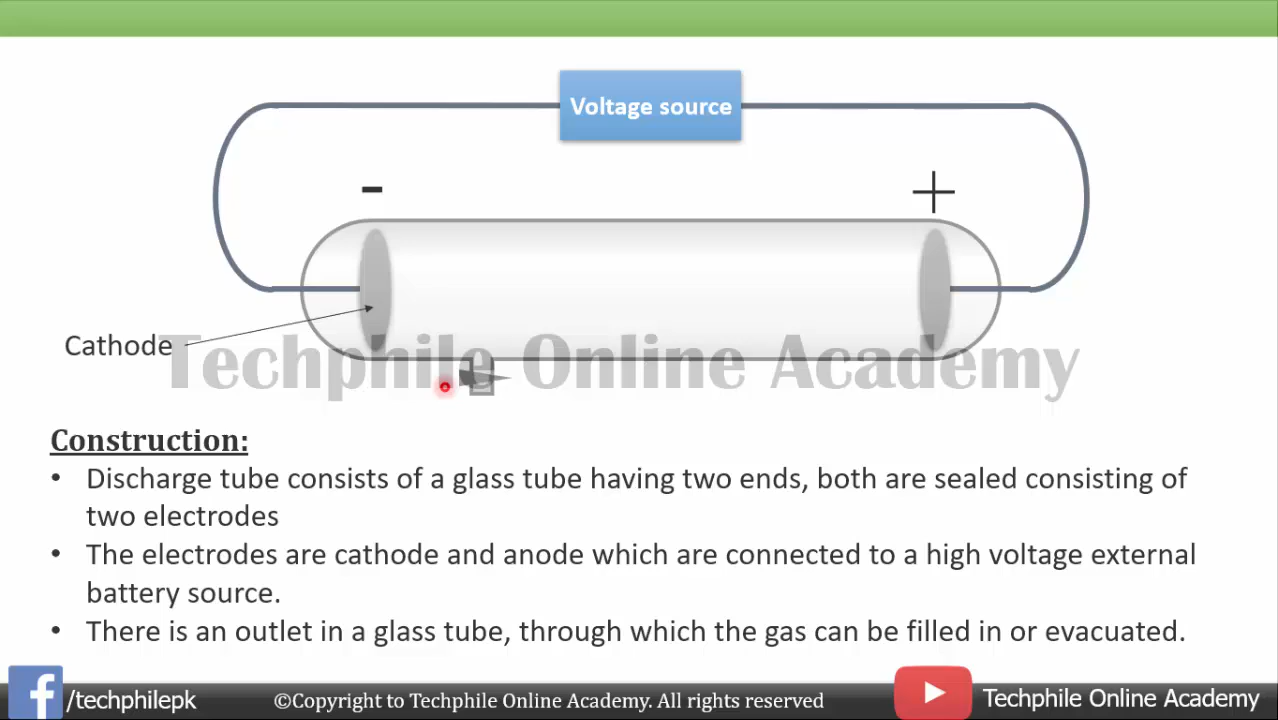 Voltage source
- +
Cathode
Techphile Online Academy
Construction:
• Discharge tube consists of a glass tube having two ends, both are sealed consisting of
two electrodes
• The electrodes are cathode and anode which are connected to a high voltage external
battery source.
• There is an outlet in a glass tube, through which the gas can be filled in or evacuated.
f /techphilepk ©Copyright to Techphile Online Academy. All rights reserved Techphile Online Academy